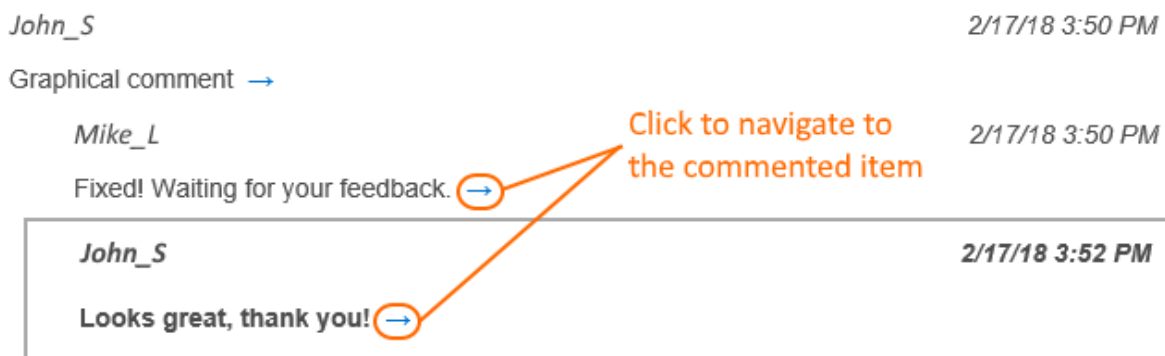 John_S 2/17/18 3:50 PM
Graphical comment →
Mike_L 2/17/18 3:50 PM
Click to navigate to
the commented item
Fixed! Waiting for your feedback. →
John_S 2/17/18 3:52 PM
Looks great, thank you! →